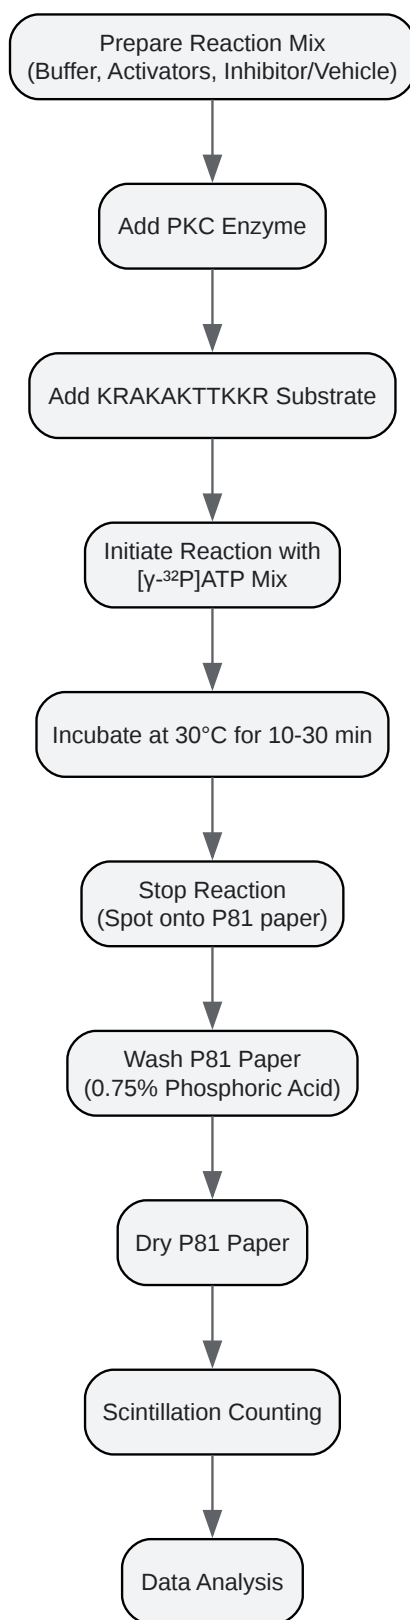 Prepare Reaction Mix
(Buffer, Activators, Inhibitor/Vehicle)
Add PKC Enzyme
Add KRAKAKTTKKR Substrate
Initiate Reaction with
[γ-³²P]ATP Mix
Incubate at 30°C for 10-30 min
Stop Reaction
(Spot onto P81 paper)
Wash P81 Paper
(0.75% Phosphoric Acid)
Dry P81 Paper
Scintillation Counting
Data Analysis